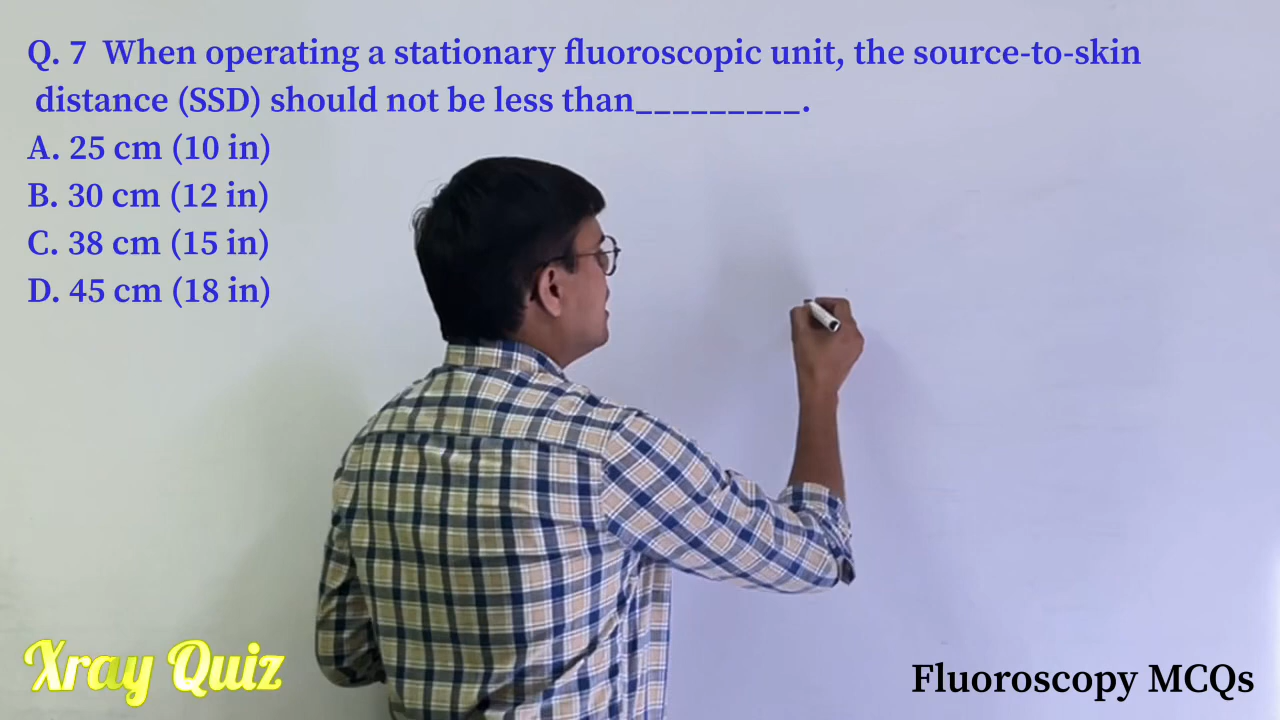 Q. 7 When operating a stationary fluoroscopic unit, the source-to-skin
distance (SSD) should not be less than_________.
A. 25 cm (10 in)
B. 30 cm (12 in)
C. 38 cm (15 in)
D. 45 cm (18 in)
Xray Quiz
Fluoroscopy MCQs